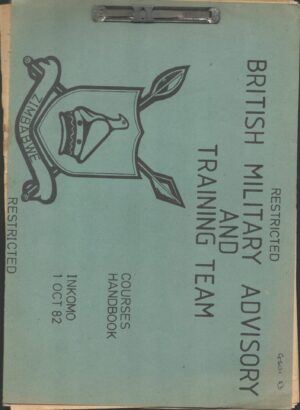 RESTRICTED
BRITISH MILITARY ADVISORY
AND
TRAINING TEAM
ZIMBABWE
COURSES
HANDBOOK
INKOMO
1 OCT 82
RESTRICTED